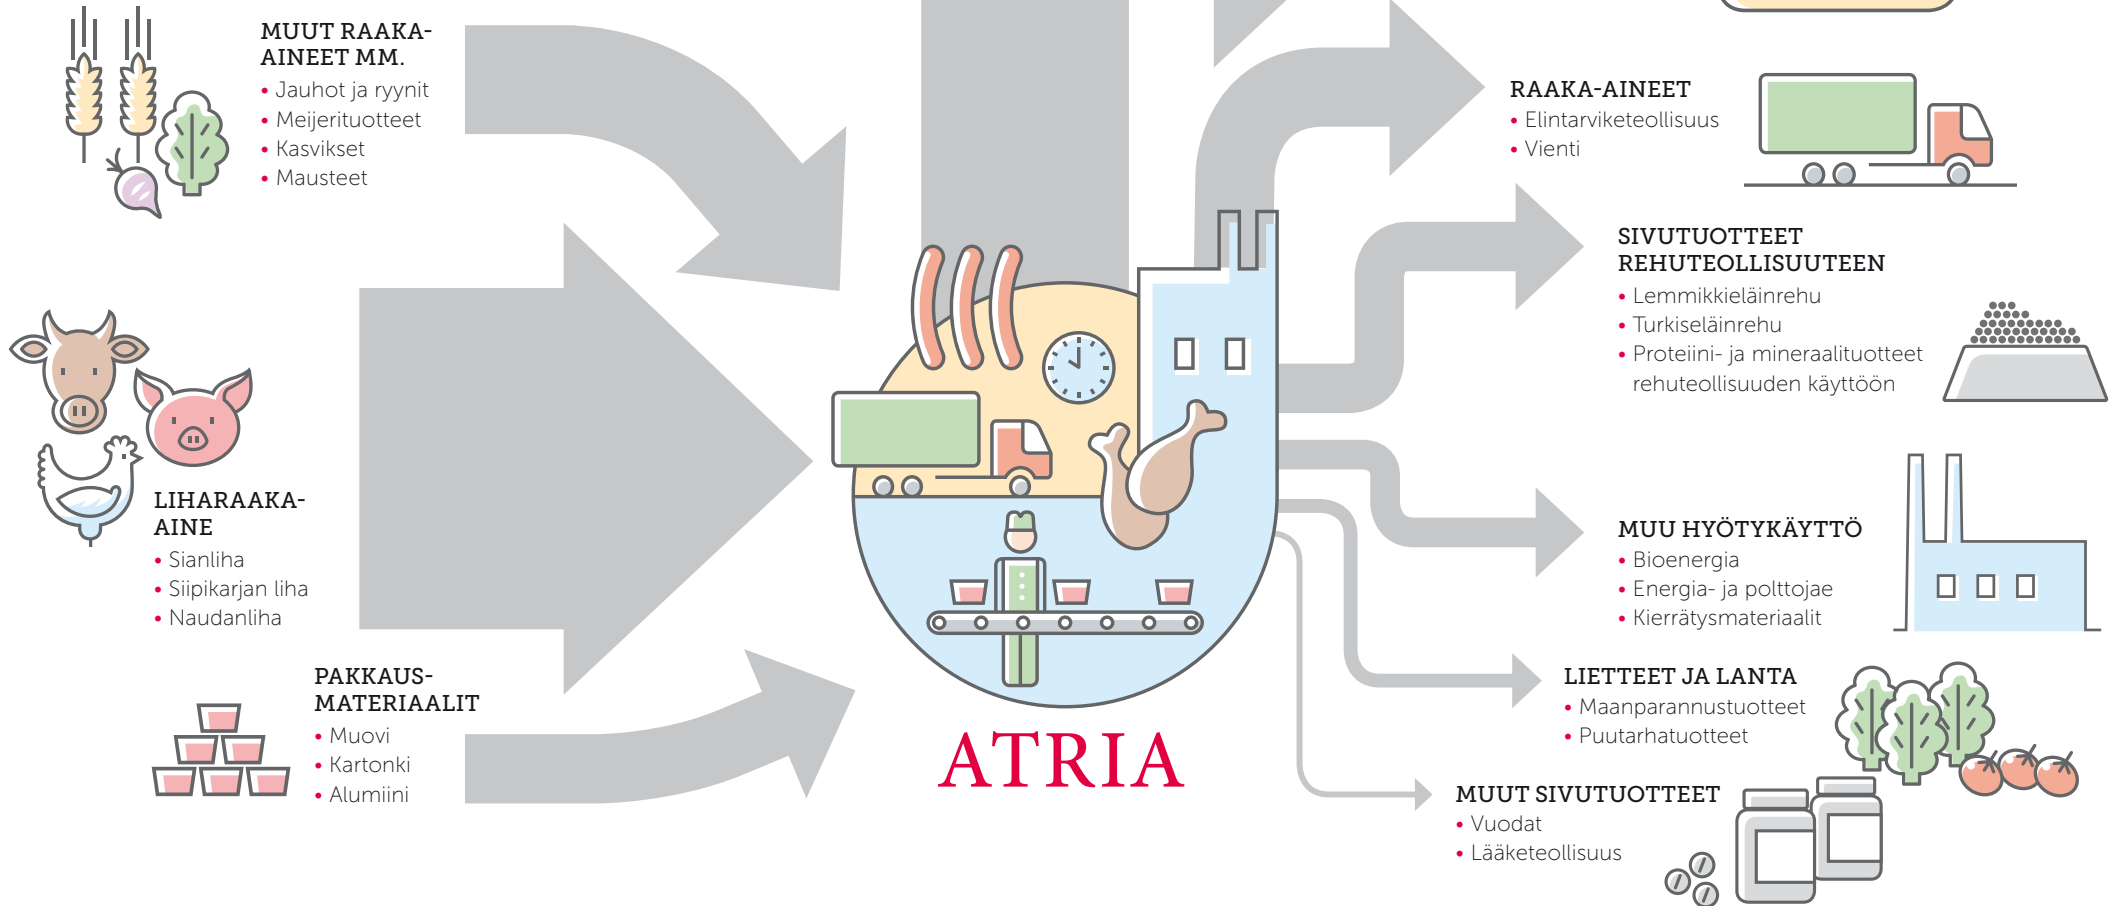 MUUT RAAKA-
AINEET MM.
• Jauhot ja ryynit
• Meijerituotteet
• Kasvikset
• Mausteet
LIHARAAKA-
AINE
• Sianliha
• Siipikarjan liha
• Naudanliha
PAKKAUS-
MATERIAALIT
• Muovi
• Kartonki
• Alumiini
ATRIA
RAAKA-AINEET
• Elintarviketeollisuus
• Vienti
SIVUTUOTTEET
REHUTEOLLISUUTEEN
• Lemmikkieläinrehu
• Turkiseläinrehu
• Proteiini- ja mineraalituotteet
rehuteollisuuden käyttöön
MUU HYÖTYKÄYTTÖ
• Bioenergia
• Energia- ja polttojae
• Kierrätysmateriaalit
LIETTEET JA LANTA
• Maanparannustuotteet
• Puutarhatuotteet
MUUT SIVUTUOTTEET
• Vuodat
• Lääketeollisuus